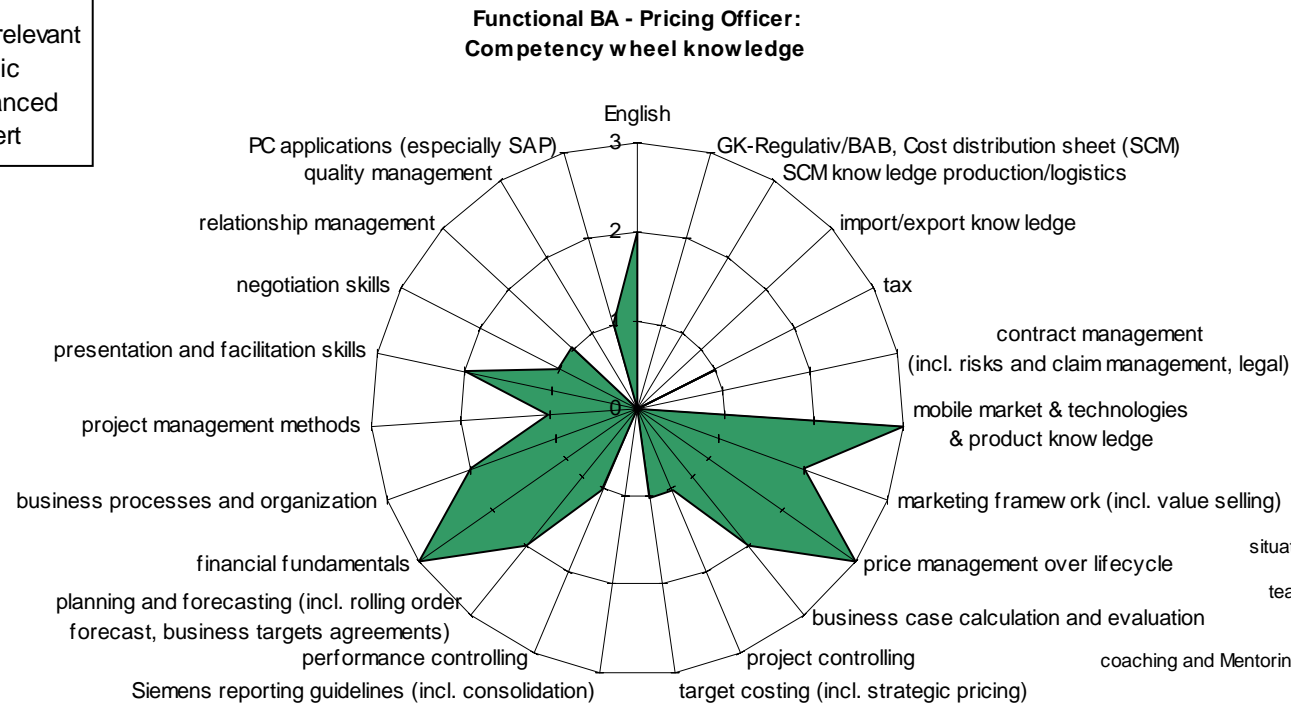 relevant
ic
anced
ert
Functional BA - Pricing Officer:
Competency wheel knowledge
English
PC applications (especially SAP)
3
GK-Regulativ/BAB, Cost distribution sheet (SCM)
quality management
SCM knowledge production/logistics
relationship management
2
import/export knowledge
negotiation skills
tax
1
presentation and facilitation skills
contract management
(incl. risks and claim management, legal)
project management methods
0
mobile market & technologies
& product knowledge
business processes and organization
marketing framework (incl. value selling)
situat
financial fundamentals
price management over lifecycle
tea
planning and forecasting (incl. rolling order
forecast, business targets agreements)
business case calculation and evaluation
performance controlling
project controlling
coaching and Mentorin
Siemens reporting guidelines (incl. consolidation)
target costing (incl. strategic pricing)